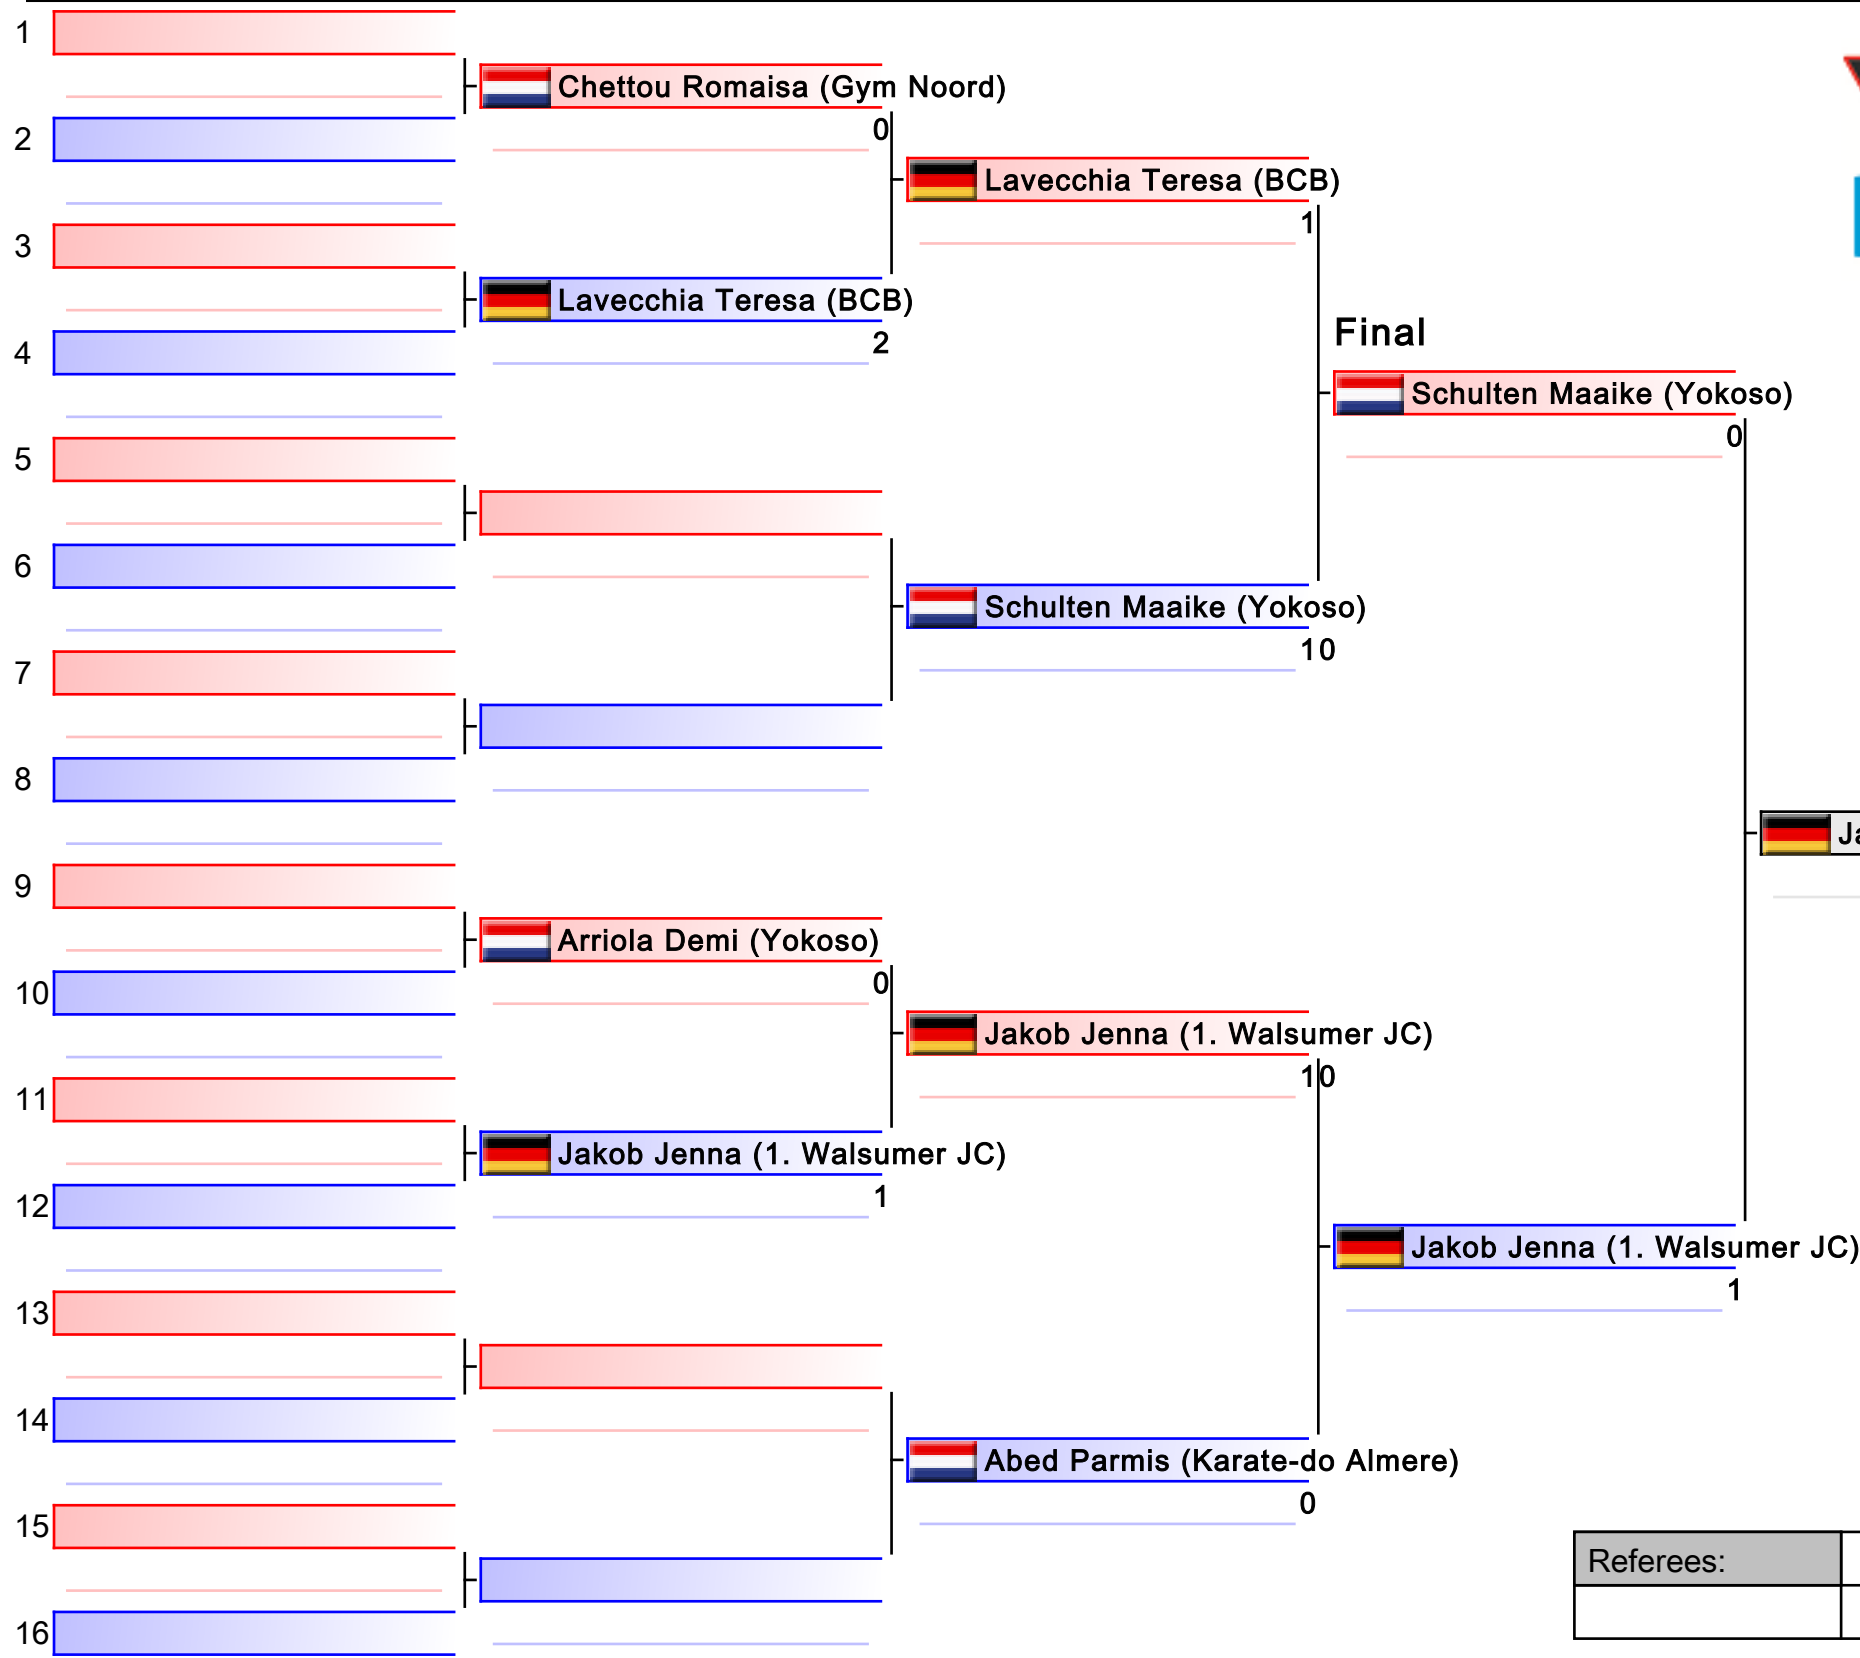 1
Chettou Romaisa (Gym Noord)
0
2
Lavecchia Teresa (BCB)
1
3
Lavecchia Teresa (BCB)
2
4
Final
Schulten Maaike (Yokoso)
0
5
6
Schulten Maaike (Yokoso)
10
7
8
Ja
9
Arriola Demi (Yokoso)
0
10
Jakob Jenna (1. Walsumer JC)
10
11
Jakob Jenna (1. Walsumer JC)
1
12
Jakob Jenna (1. Walsumer JC)
1
13
14
Abed Parmis (Karate-do Almere)
0
15
Referees:
16